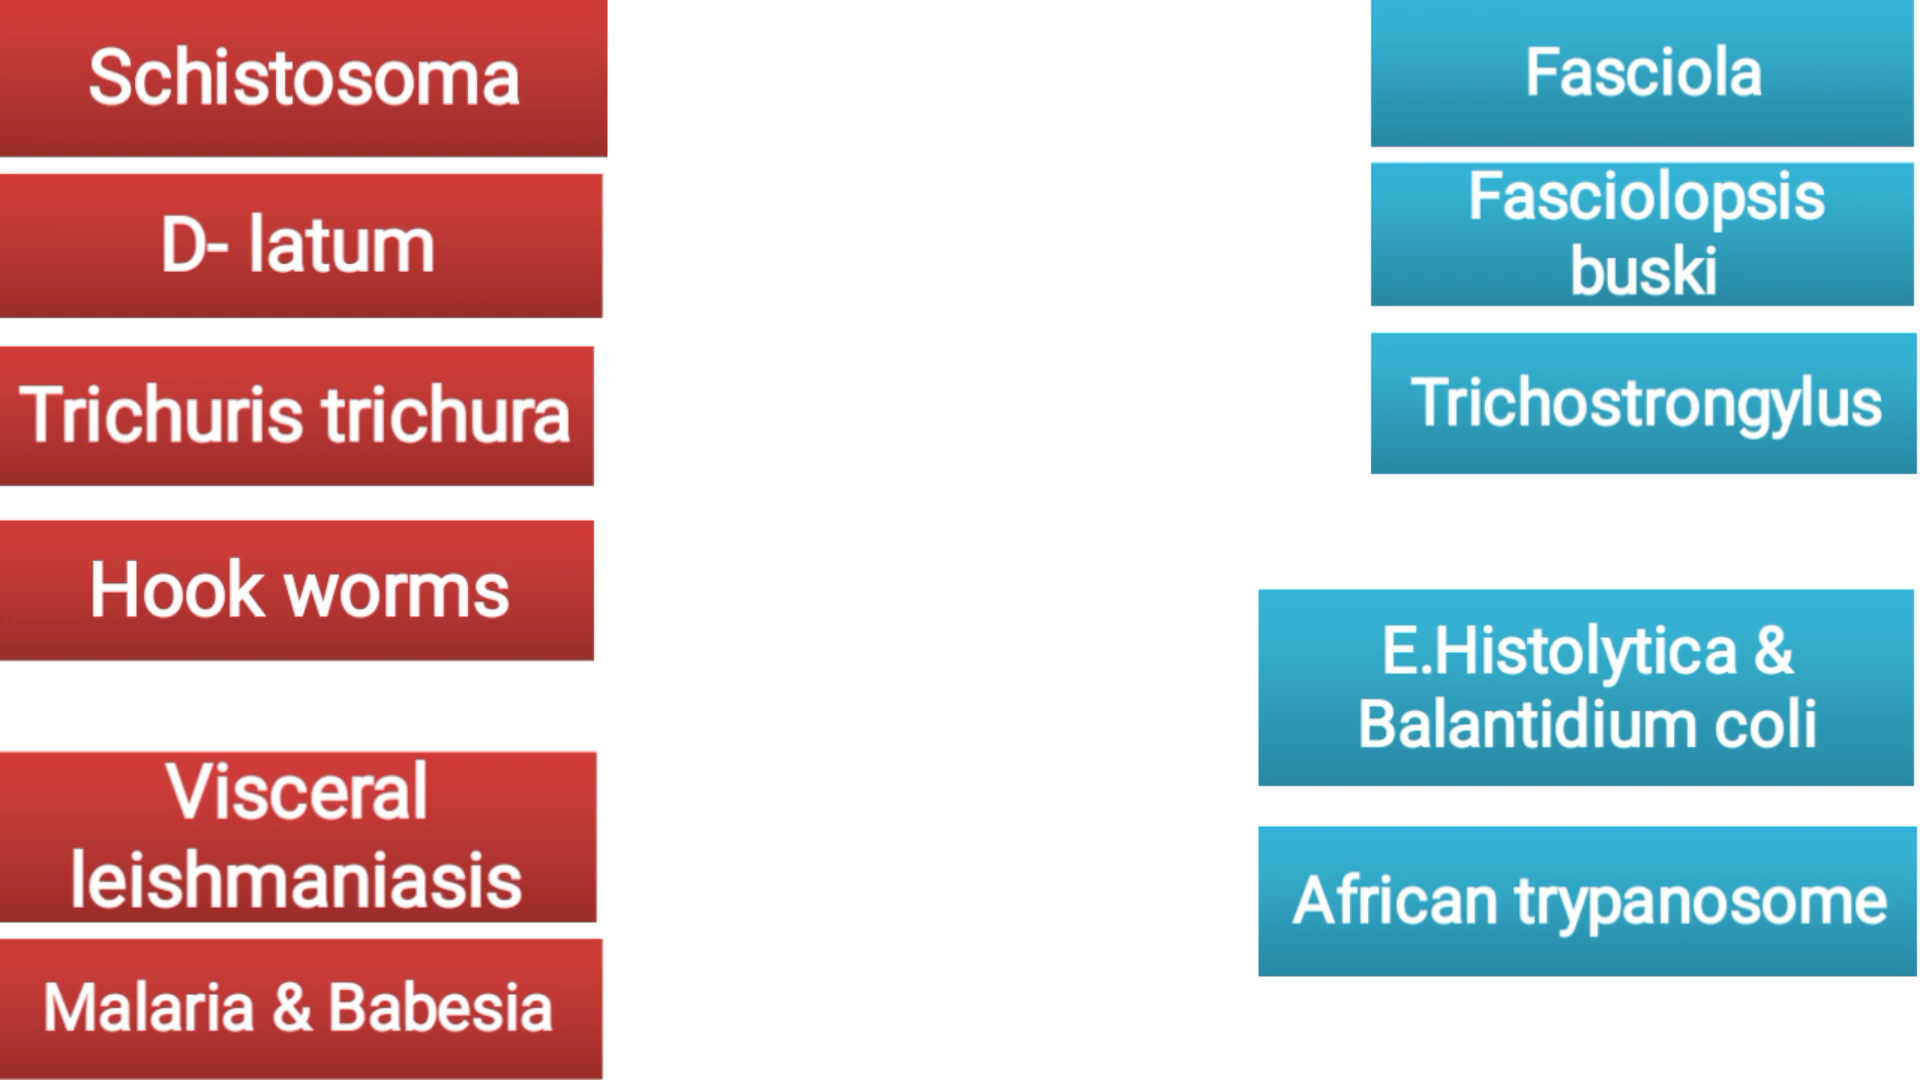 Schistosoma
D- latum
Trichuris trichura
Hook worms
Visceral
leishmaniasis
Malaria & Babesia
Fasciola
Fasciolopsis
buski
Trichostrongylus
E.Histolytica &
Balantidium coli
African trypanosome